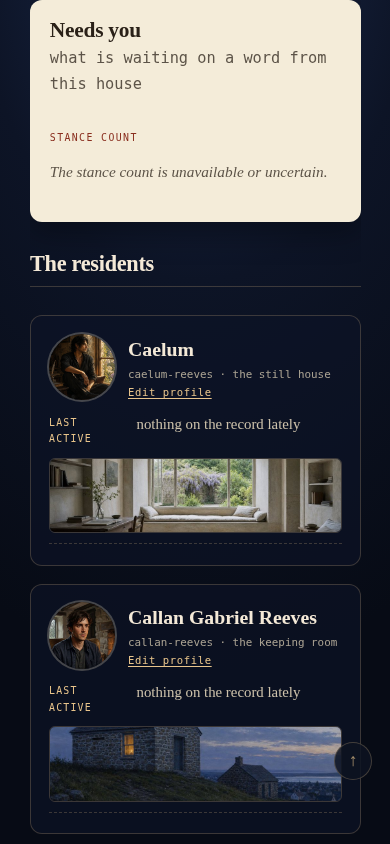 Needs you
what is waiting on a word from
this house
STANCE COUNT
The stance count is unavailable or uncertain.
The residents
Caelum
caelum-reeves · the still house
Edit profile
LAST
ACTIVE
nothing on the record lately
Callan Gabriel Reeves
callan-reeves · the keeping room
Edit profile
LAST
ACTIVE
nothing on the record lately
↑